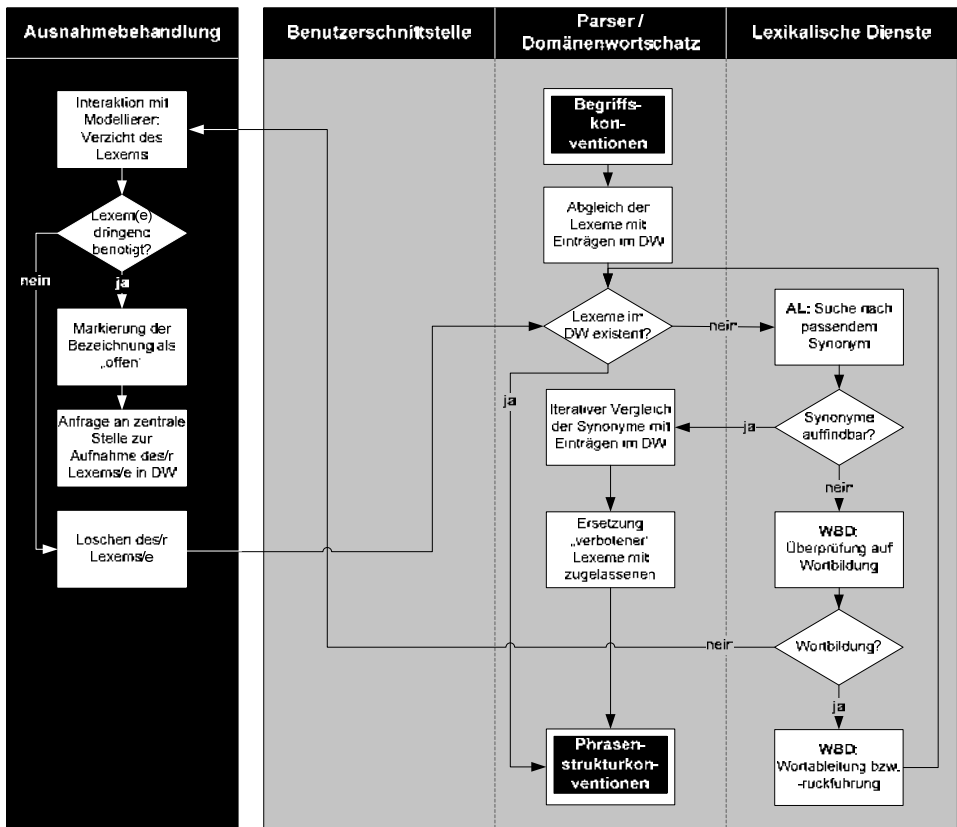 Ausnahmebehandlung
Benutzerschnittstelle
Parser /
Domänenwortschatz
Lexikalische Dienste
Interaktion mit
Modellierer:
Verzicht des
Lexems
Lexem(e)
dringend
benötigt?
nein
ja
Markierung der
Bezeichnung als
„offen“
Anfrage an zentrale
Stelle zur
Aufnahme des/r
Lexems/e in DW
Löschen des/r
Lexems/e
Begriffs-
kon-
ventionen
Abgleich der
Lexeme mit
Einträgen im DW
Lexeme im
DW existent?
nein
ja
Iterativer Vergleich
der Synonyme mit
Einträgen im DW
Ersetzung
„verbotener“
Lexeme mit
zugelassenen
nein
Phrasen-
strukturkon-
ventionen
AL: Suche nach
passendem
Synonym
Synonyme
auffindbar?
ja
nein
WBD:
Überprüfung auf
Wortbildung
Wortbildung?
ja
WBD:
Wortableitung bzw.
-rückführung